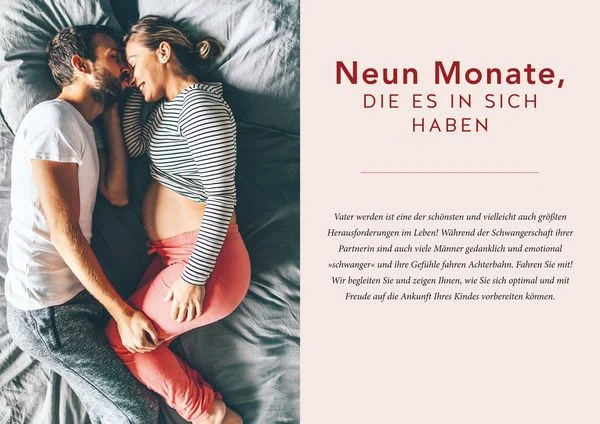 Neun Monate,
DIE ES IN SICH
HABEN
Vater werden ist eine der schönsten und vielleicht auch größten
Herausforderungen im Leben! Während der Schwangerschaft ihrer
Partnerin sind auch viele Männer gedanklich und emotional
»schwanger« und ihre Gefühle fahren Achterbahn. Fahren Sie mit!
Wir begleiten Sie und zeigen Ihnen, wie Sie sich optimal und mit
Freude auf die Ankunft Ihres Kindes vorbereiten können.